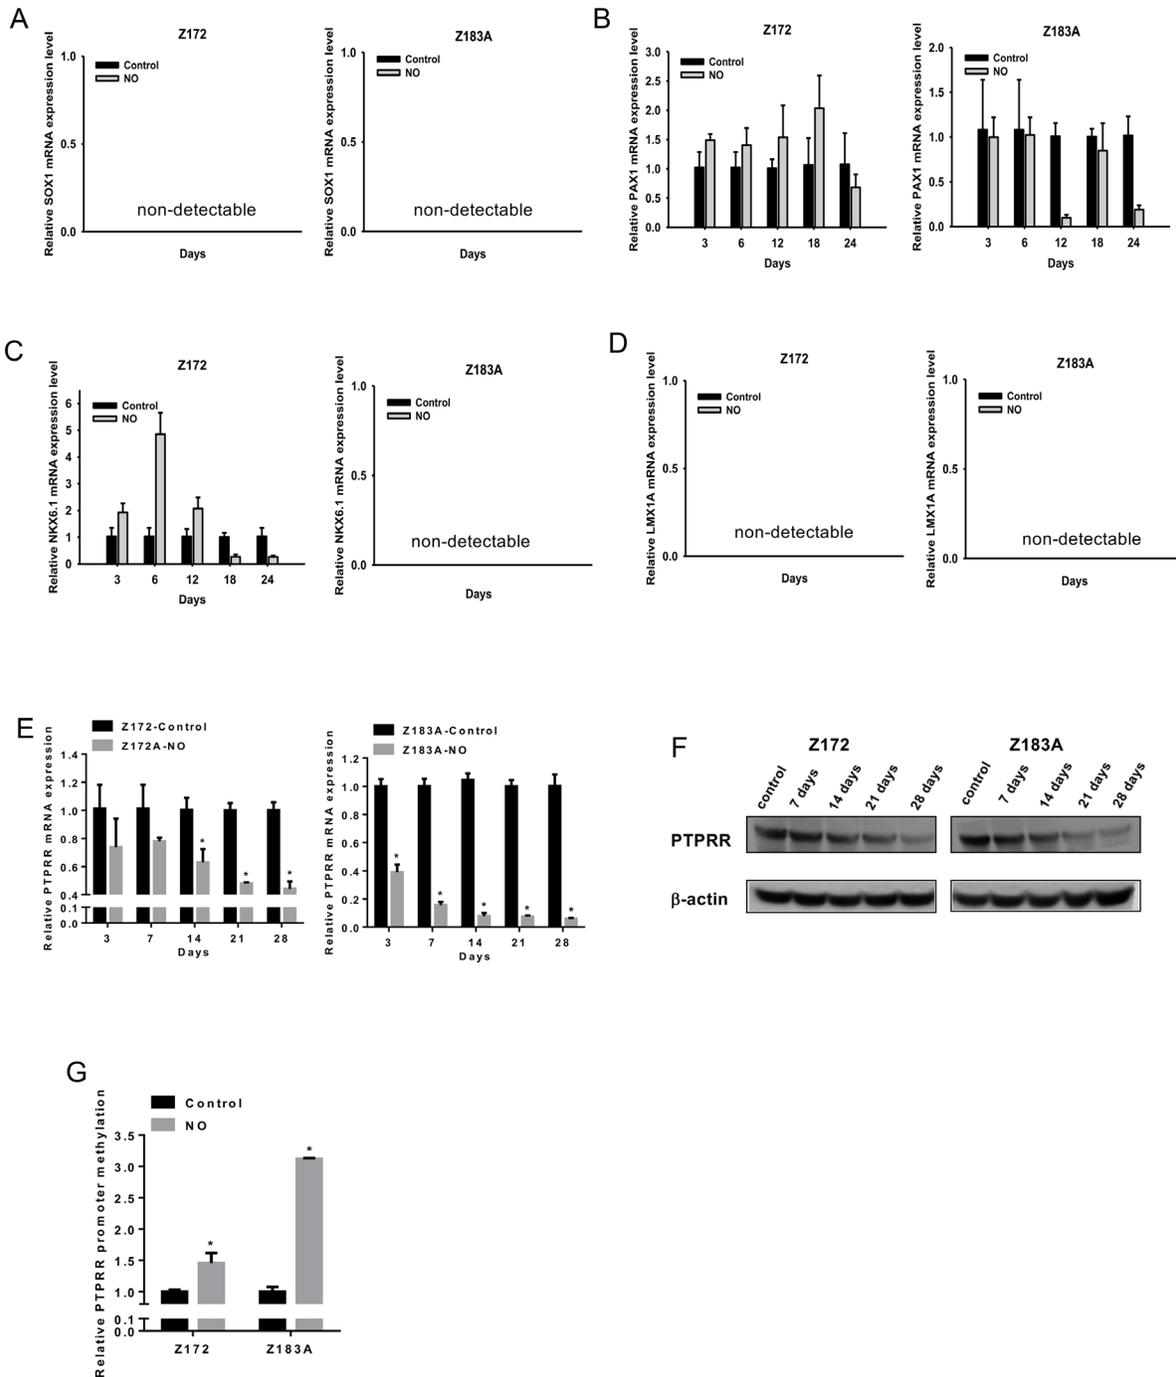 A
Z172
Relative SOX1 mRNA expression level
1.0
0.5
0.0
Control
NO
non-detectable
Days
Z183A
Relative SOX1 mRNA expression level
1.0
0.5
0.0
Control
NO
non-detectable
Days
B
Z172
Relative PAX1 mRNA expression level
3.0
2.5
2.0
1.5
1.0
0.5
0.0
Control
NO
3 6 12 18 24
Days
Z183A
Relative PAX1 mRNA expression level
2.0
1.5
1.0
0.5
0.0
Control
NO
3 6 12 18 24
Days
C
Z172
Relative NKX6.1 mRNA expression level
6
5
4
3
2
1
0
Control
NO
3 6 12 18 24
Days
Z183A
Relative NKX6.1 mRNA expression level
1.0
0.5
0.0
Control
NO
non-detectable
Days
D
Z172
Relative LMX1A mRNA expression level
1.0
0.5
0.0
Control
NO
non-detectable
Days
Z183A
Relative LMX1A mRNA expression level
1.0
0.5
0.0
Control
NO
non-detectable
Days
E
Z172-Control
Z172A-NO
Relative PTPRR mRNA expression
1.4
1.2
1.0
0.8
0.6
0.4
0.1
0.0
* * *
3 7 14 21 28
Days
Z183A-Control
Z183A-NO
Relative PTPRR mRNA expression
1.2
1.0
0.8
0.6
0.4
0.2
0.0
* * * * *
3 7 14 21 28
Days
F
Z172 Z183A
control 7 days 14 days 21 days 28 days control 7 days 14 days 21 days 28 days
PTPRR
β-actin
G
Control
NO
Relative PTPRR promoter methylation
3.5
3.0
2.5
2.0
1.5
1.0
0.1
0.0
* *
Z172 Z183A